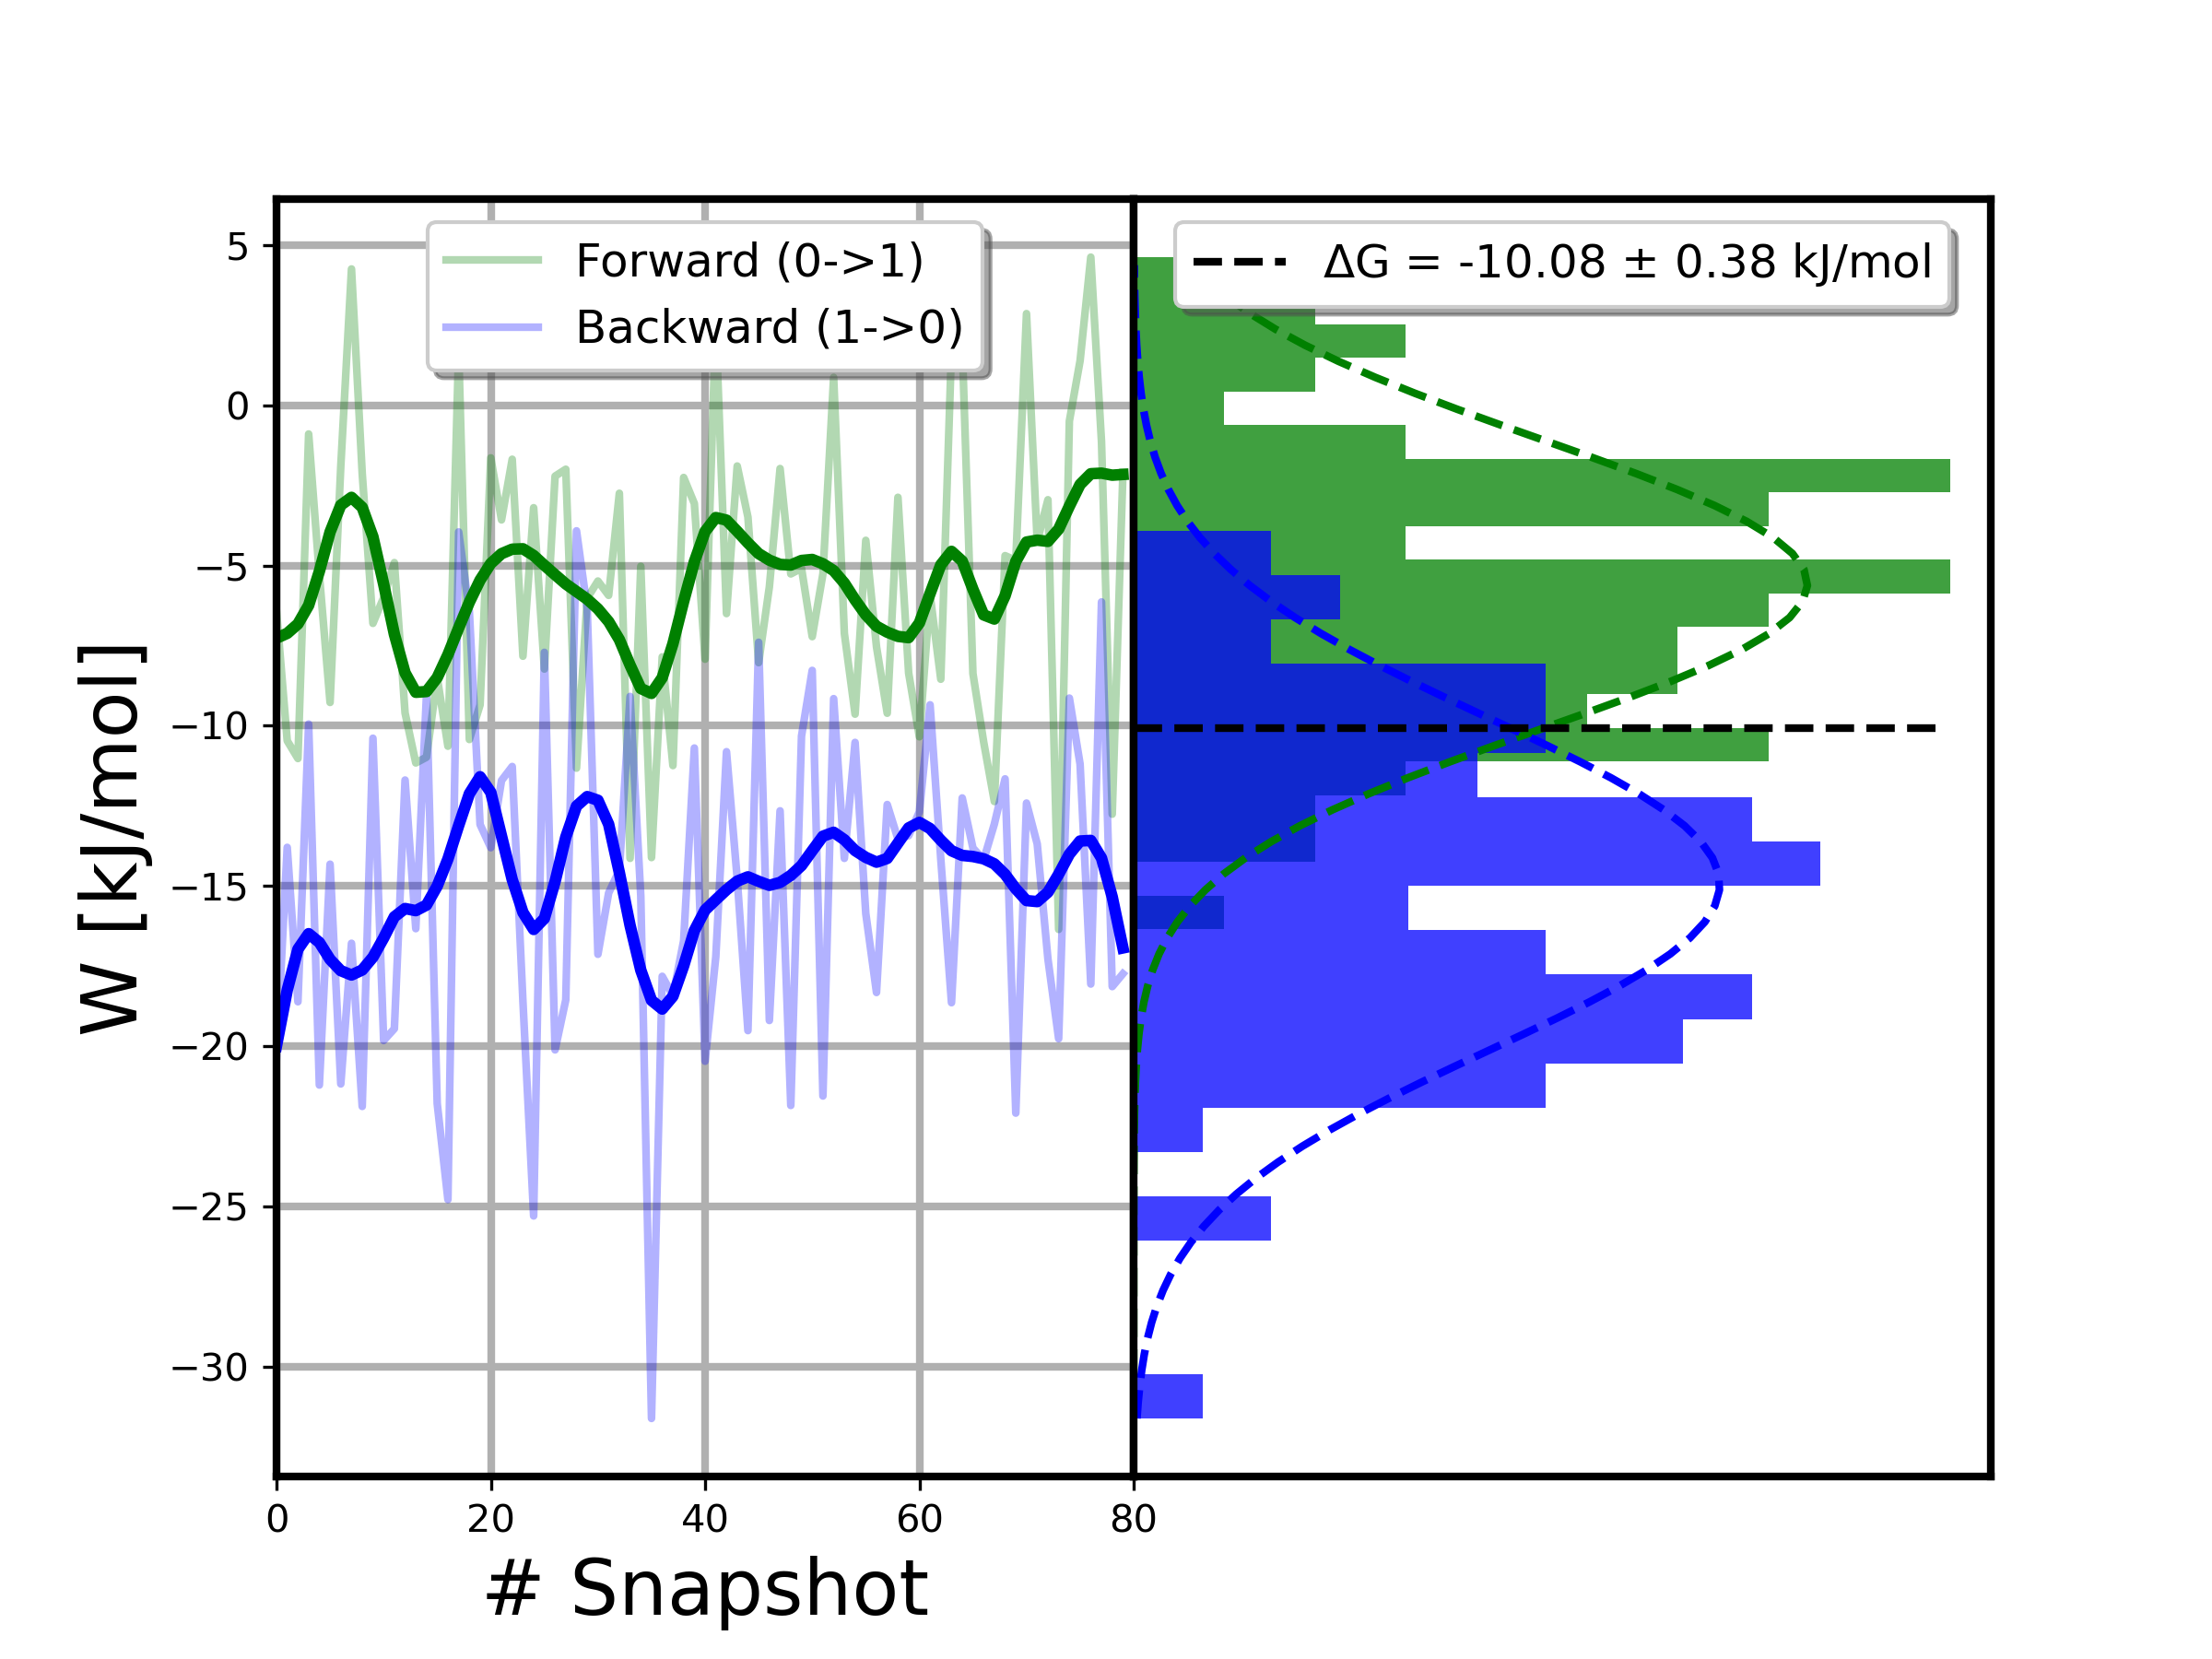 Forward (0->1)
Backward (1->0)
ΔG = -10.08 ± 0.38 kJ/mol
5
0
−5
−10
−15
−20
−25
−30
W [kJ/mol]
0 20 40 60 80
# Snapshot